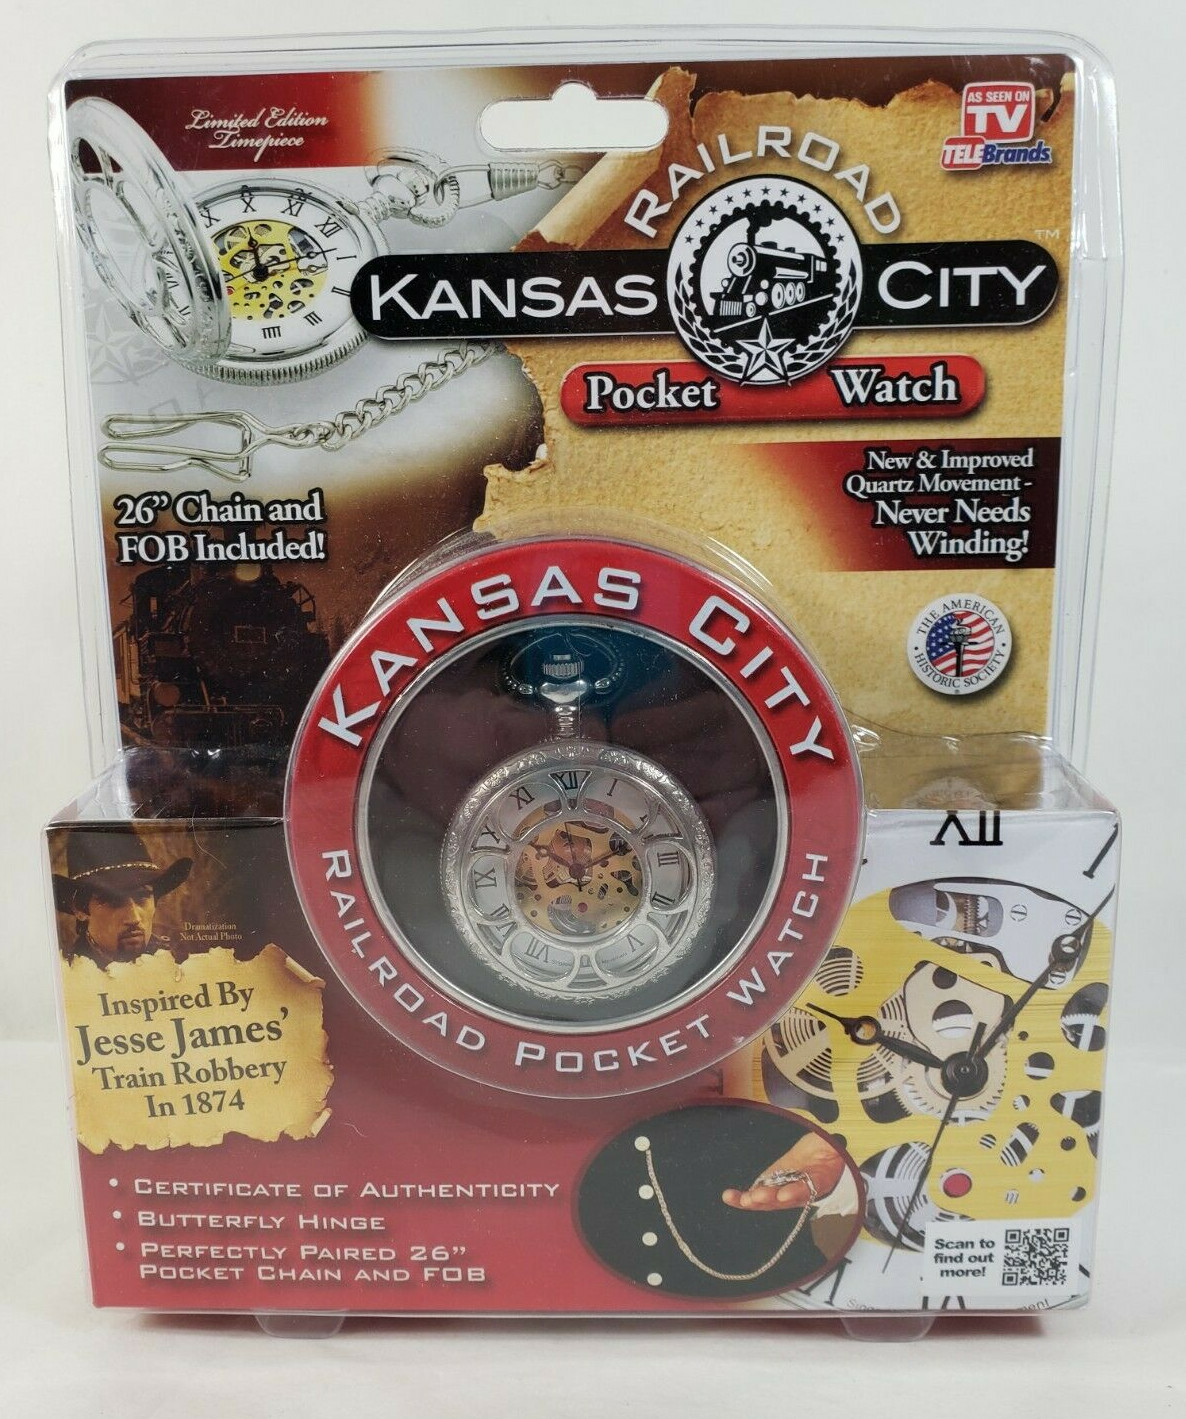 Limited Edition
Timepiece
AS SEEN ON
TV
TELEBrands
RAILROAD
KANSAS CITY
TM
Pocket Watch
New & Improved
Quartz Movement -
Never Needs
Winding!
26” Chain and
FOB Included!
THE AMERICAN
HISTORIC SOCIETY
KANSAS CITY
RAILROAD POCKET WATCH
Dramatization
Not Actual Photo
Inspired By
Jesse James’
Train Robbery
In 1874
• CERTIFICATE OF AUTHENTICITY
• BUTTERFLY HINGE
• PERFECTLY PAIRED 26”
POCKET CHAIN AND FOB
Scan to
find out
more!